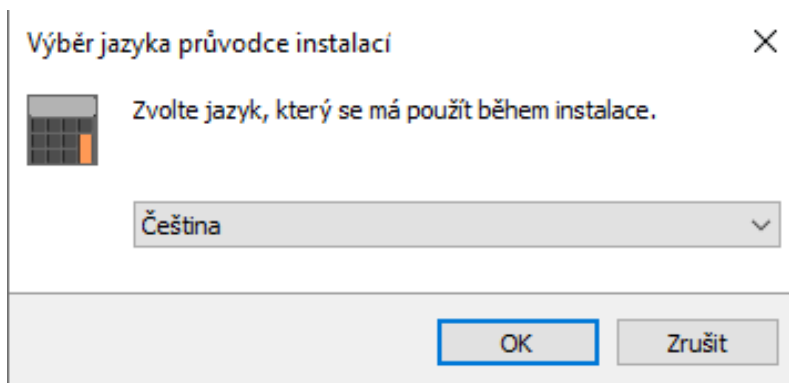 Výběr jazyka průvodce instalací
Zvolte jazyk, který se má použít během instalace.
Čeština
OK
Zrušit